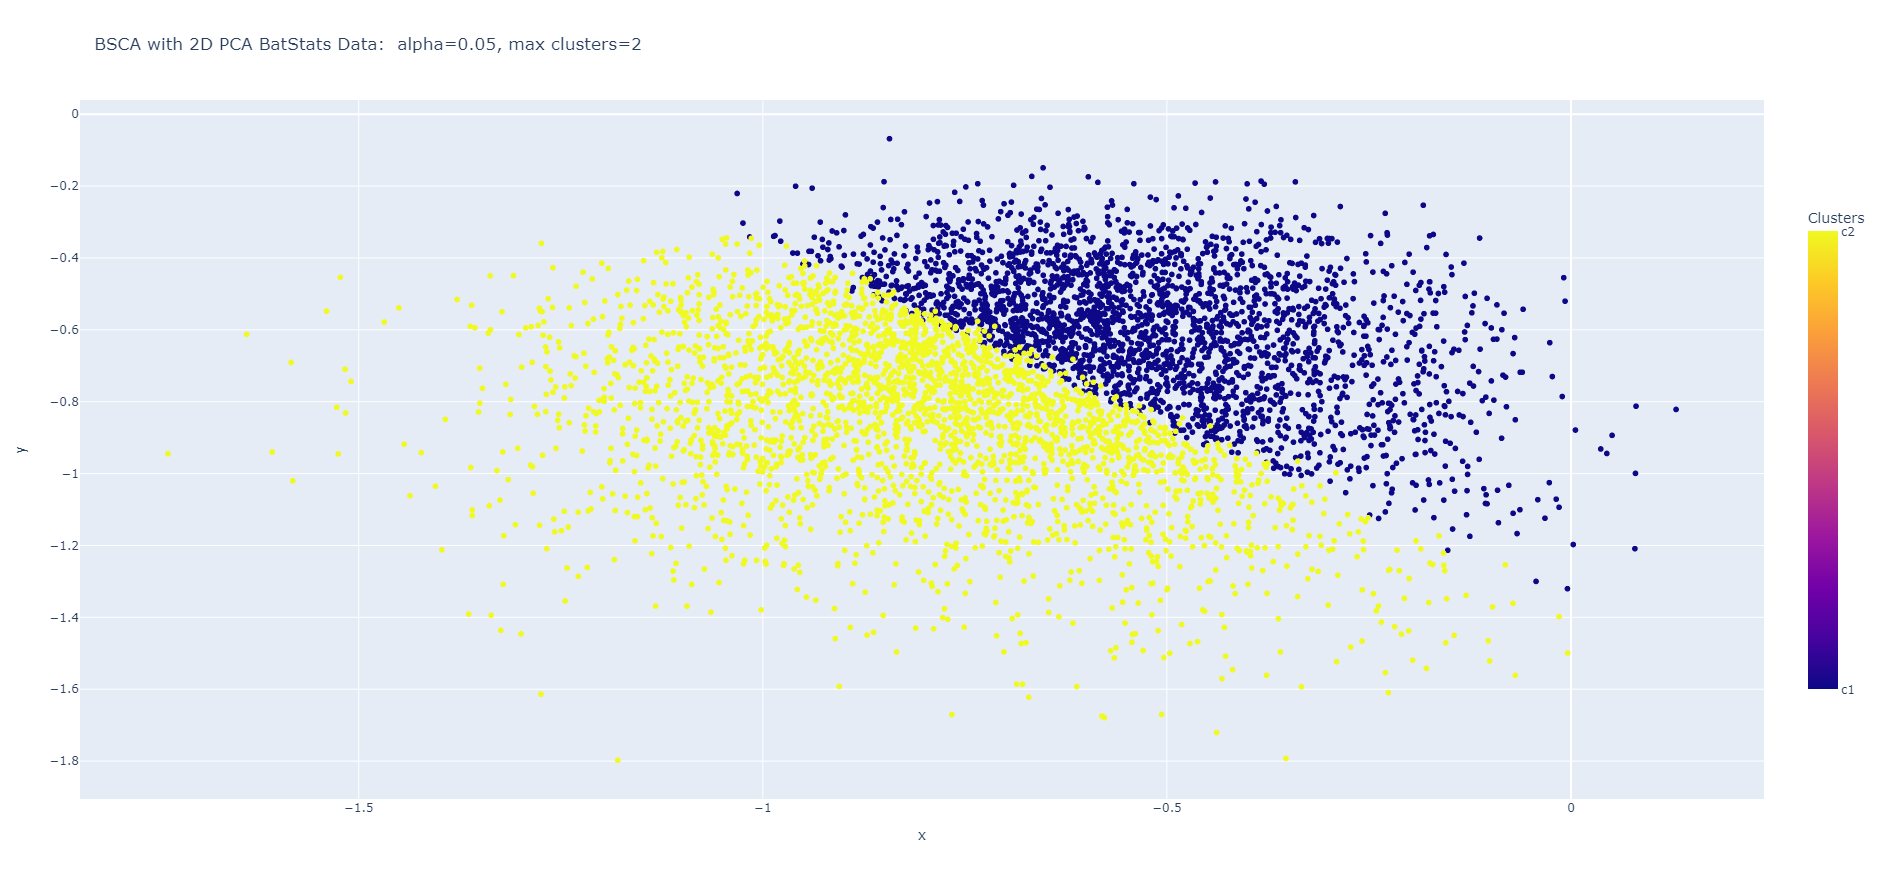 BSCA with 2D PCA BatStats Data:  alpha=0.05, max clusters=2
0
−0.2
−0.4
−0.6
−0.8
−1
−1.2
−1.4
−1.6
−1.8
y
−1.5
−1
−0.5
0
x
Clusters
c2
c1